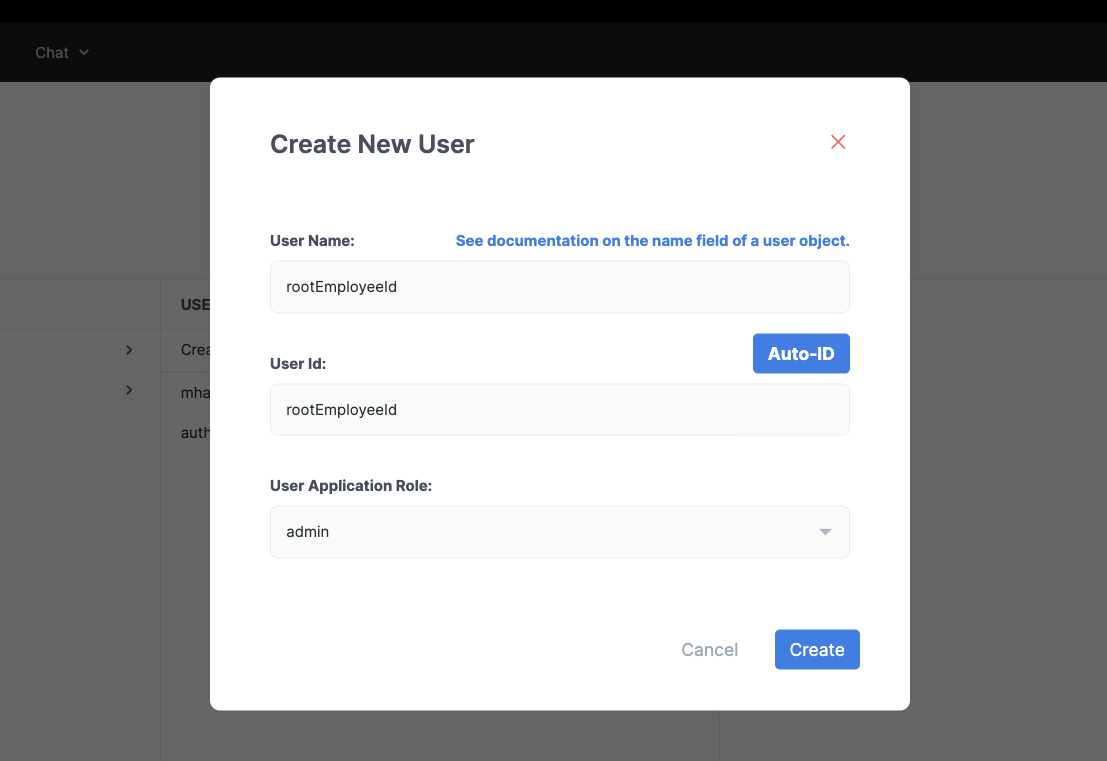 Chat
Create New User
User Name:
See documentation on the name field of a user object.
rootEmployeeId
User Id:
Auto-ID
rootEmployeeId
User Application Role:
admin
Cancel
Create
USE
Crea
mha
auth